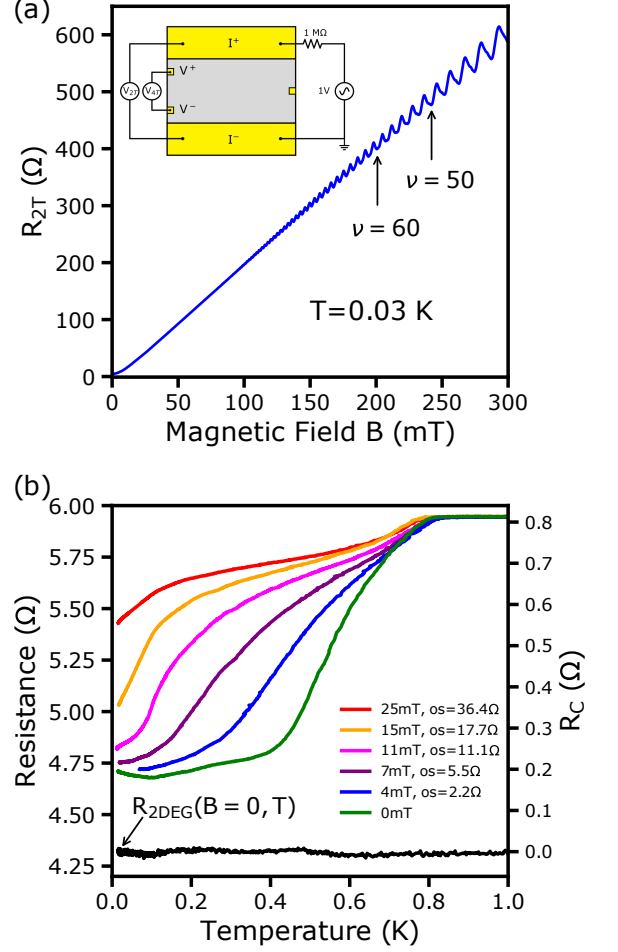 (a)
600
500
400
300
200
100
0
R2T (Ω)
I+
1 MΩ
V+
V2T
V4T
1V
V−
I−
ν = 50
ν = 60
T=0.03 K
0 50 100 150 200 250 300
Magnetic Field B (mT)
(b)
6.00
5.75
5.50
5.25
5.00
4.75
4.50
4.25
Resistance (Ω)
0.8
0.7
0.6
0.5
0.4
0.3
0.2
0.1
0.0
RC (Ω)
25mT, os=36.4Ω
15mT, os=17.7Ω
11mT, os=11.1Ω
7mT, os=5.5Ω
4mT, os=2.2Ω
0mT
R2DEG(B = 0, T)
0.0 0.2 0.4 0.6 0.8 1.0
Temperature (K)